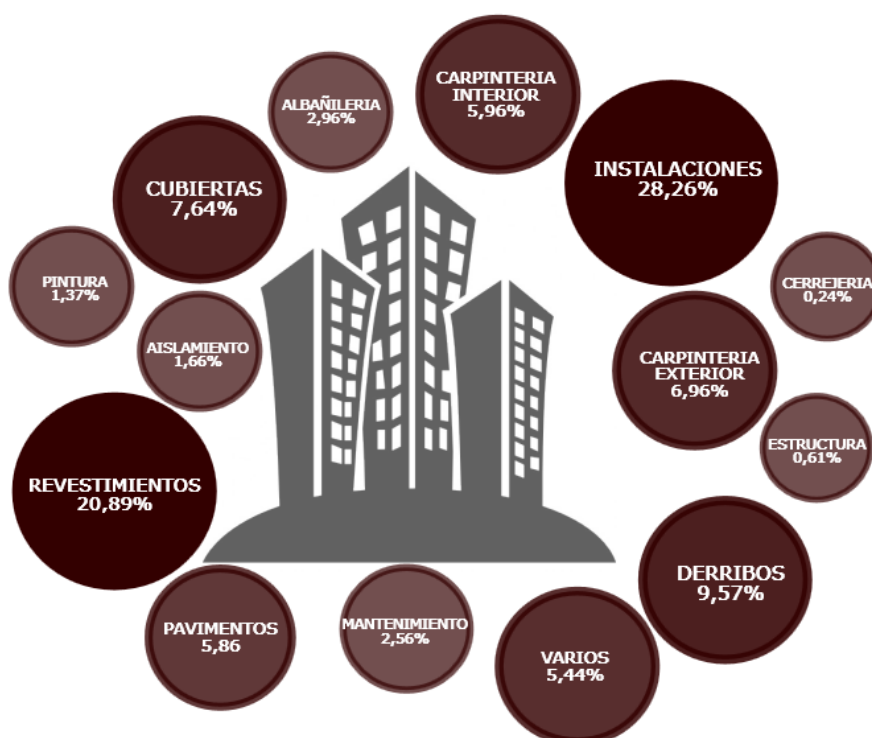 CARPINTERIA
INTERIOR
5,96%
ALBAÑILERIA
2,96%
INSTALACIONES
28,26%
CUBIERTAS
7,64%
PINTURA
1,37%
CERREJERIA
0,24%
AISLAMIENTO
1,66%
CARPINTERIA
EXTERIOR
6,96%
ESTRUCTURA
0,61%
REVESTIMIENTOS
20,89%
DERRIBOS
9,57%
PAVIMENTOS
5,86
MANTENIMIENTO
2,56%
VARIOS
5,44%